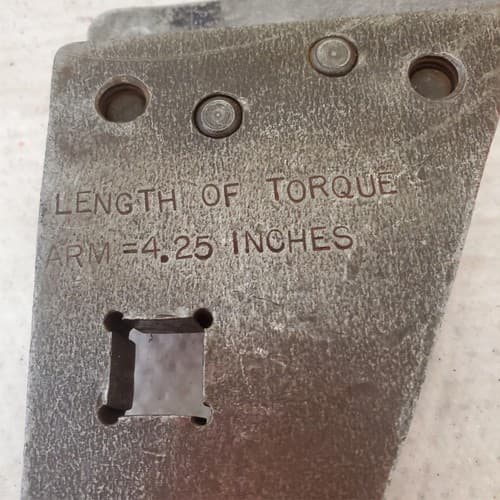 LENGTH OF TORQUE
ARM =4.25 INCHES